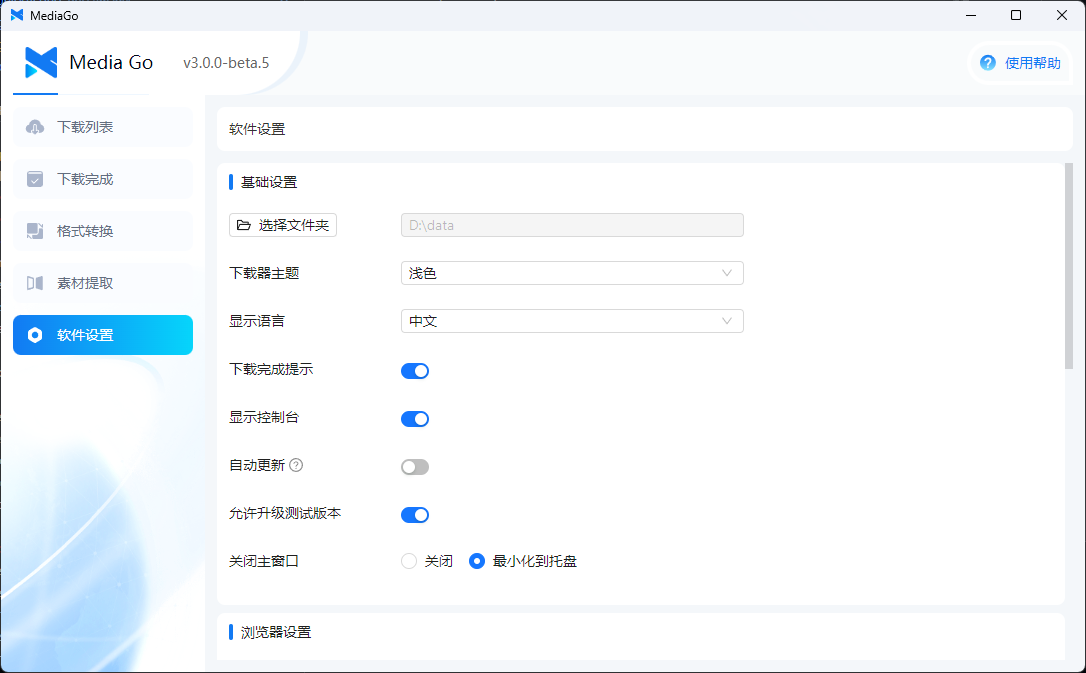 MediaGo
Media Go
v3.0.0-beta.5
使用帮助
下载列表
下载完成
格式转换
素材提取
软件设置
软件设置
基础设置
选择文件夹
D:\data
下载器主题
浅色
显示语言
中文
下载完成提示
显示控制台
自动更新
允许升级测试版本
关闭主窗口
关闭
最小化到托盘
浏览器设置